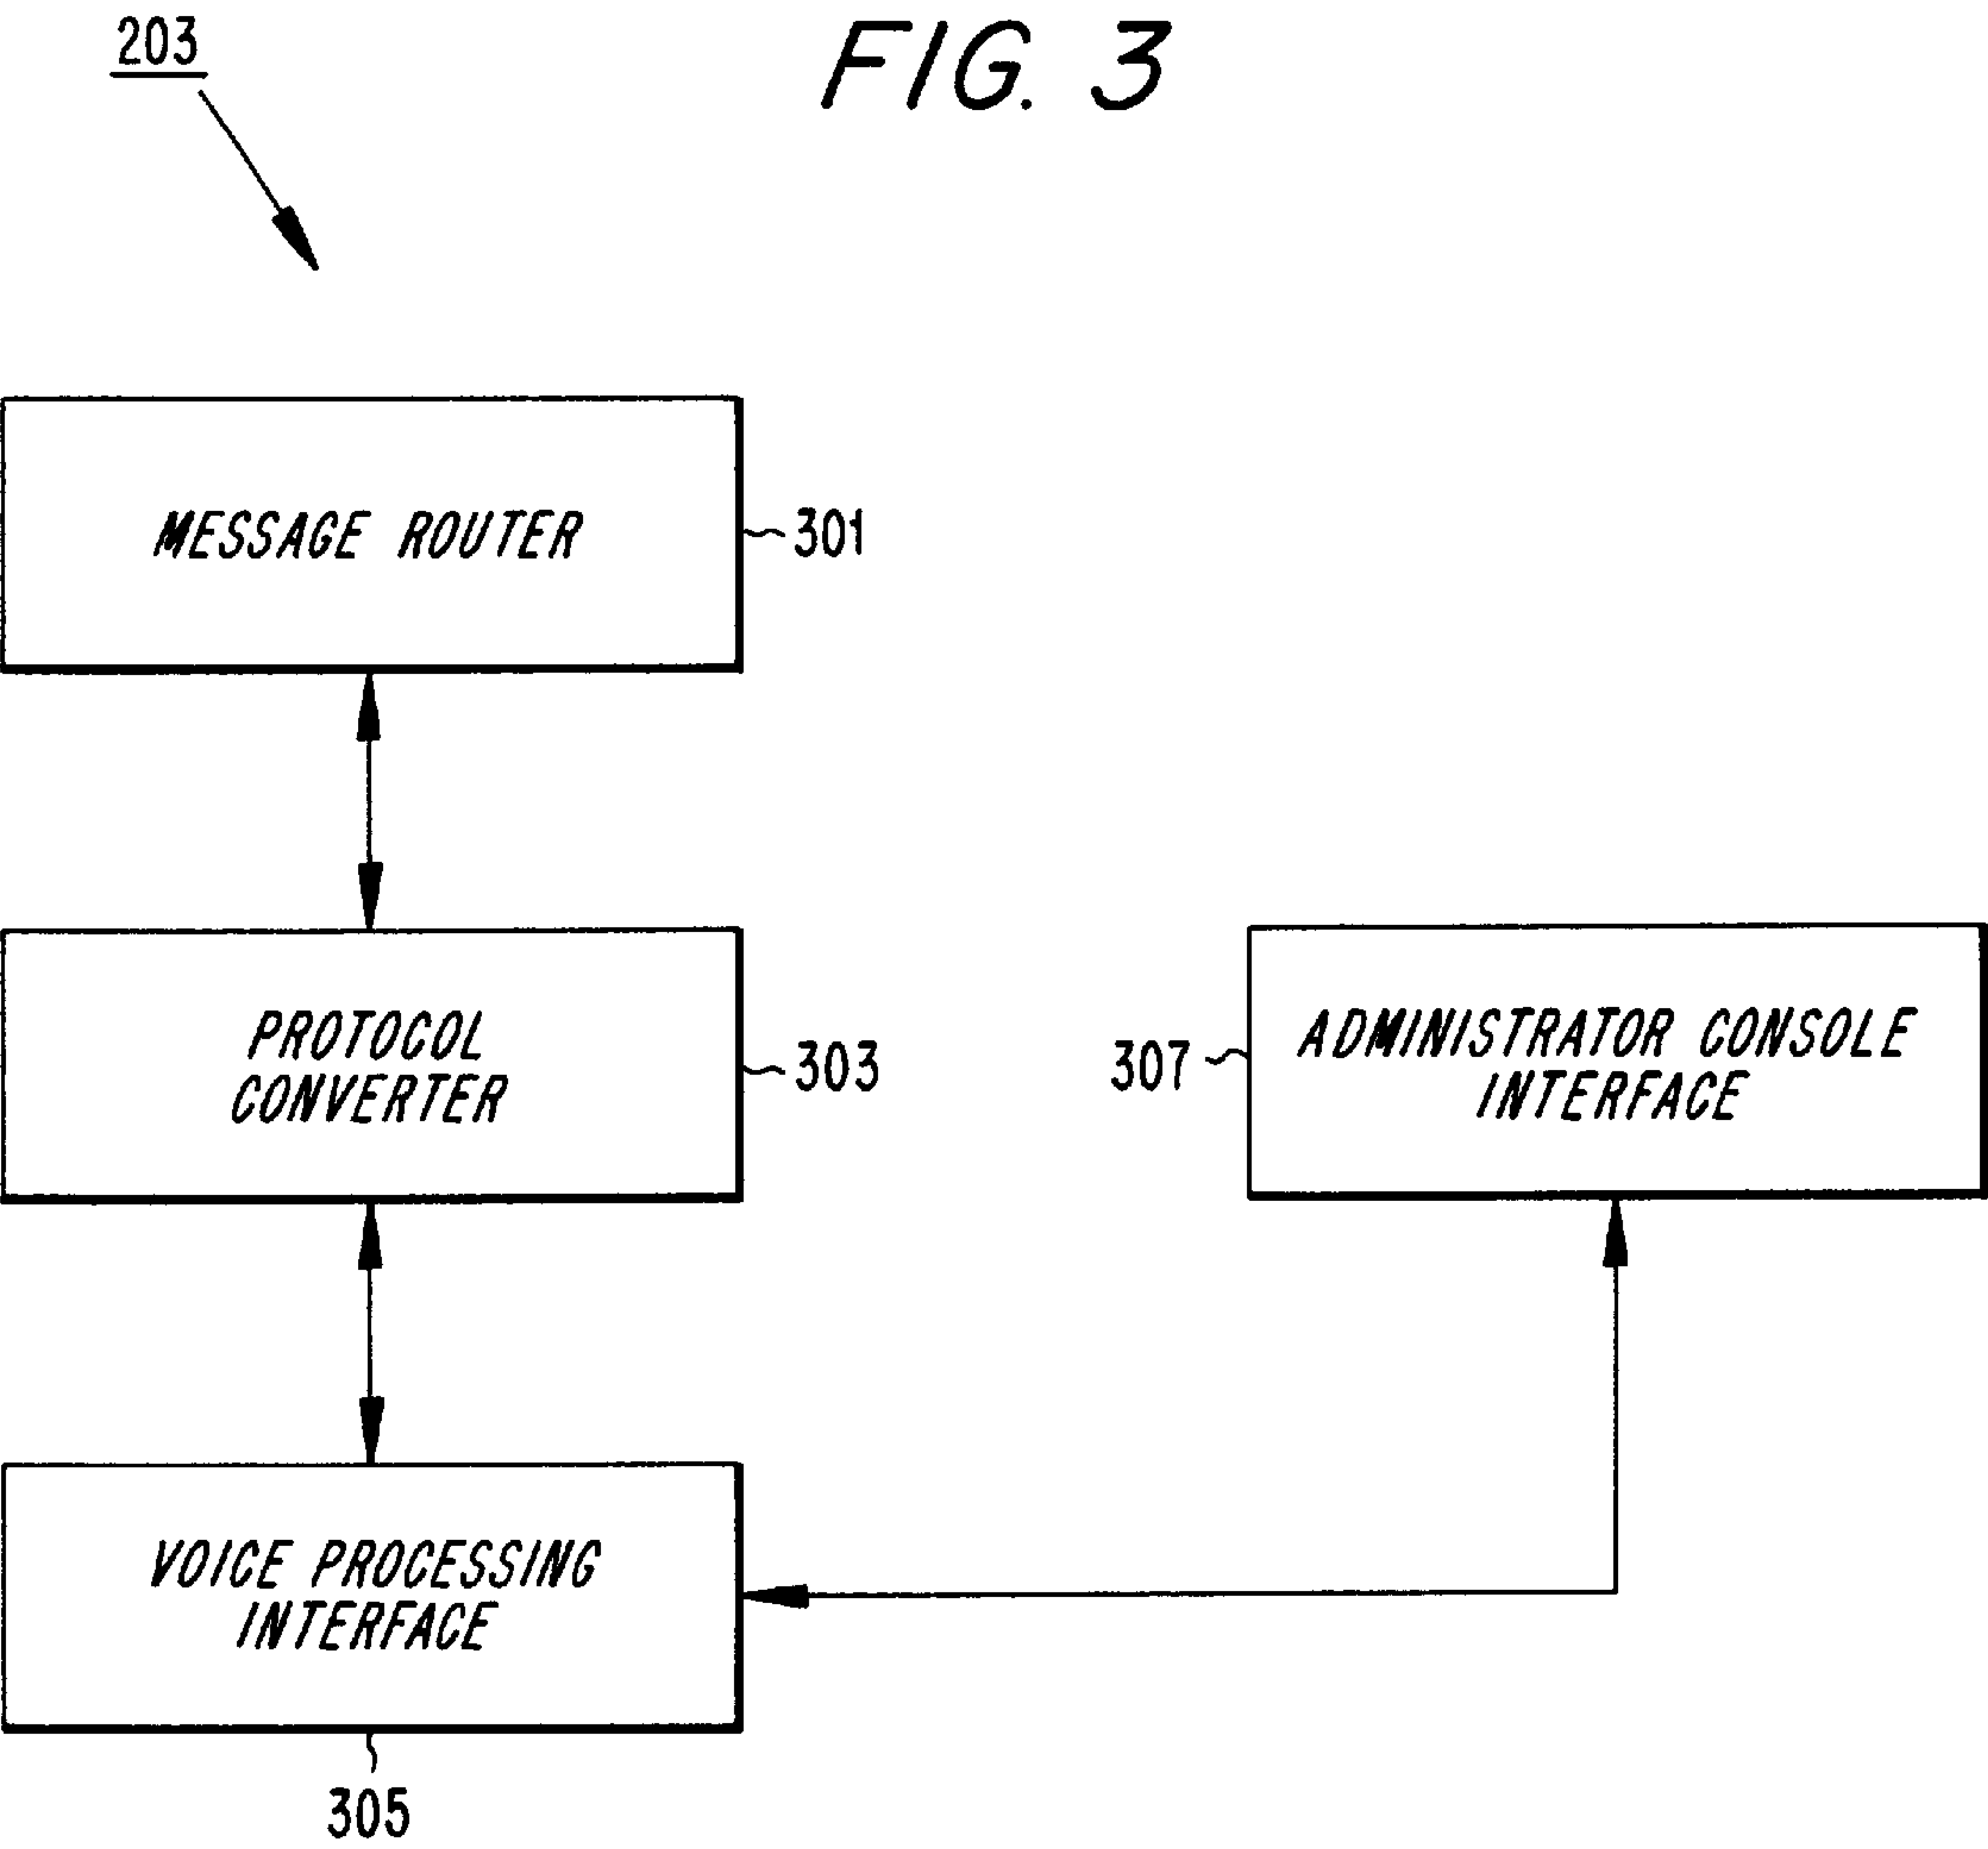 203
FIG. 3
MESSAGE ROUTER
301
PROTOCOL
CONVERTER
303
307
ADMINISTRATOR CONSOLE
INTERFACE
VOICE PROCESSING
INTERFACE
305